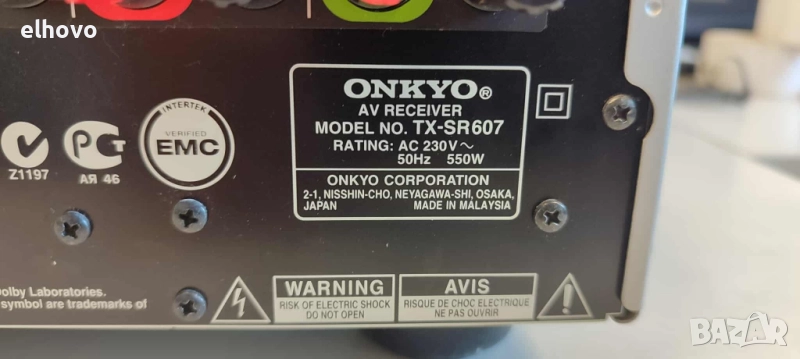 elhovo
ONKYO®
AV RECEIVER
MODEL NO. TX-SR607
RATING: AC 230V ~
50Hz 550W
ONKYO CORPORATION
2-1, NISSHIN-CHO, NEYAGAWA-SHI, OSAKA,
JAPAN MADE IN MALAYSIA
INTERTEK
VERIFIED
EMC
Z1197
АЯ 46
olby Laboratories.
symbol are trademarks of
WARNING
RISK OF ELECTRIC SHOCK
DO NOT OPEN
AVIS
RISQUE DE CHOC ELECTRIQUE
NE PAS OUVRIR
BAZAR